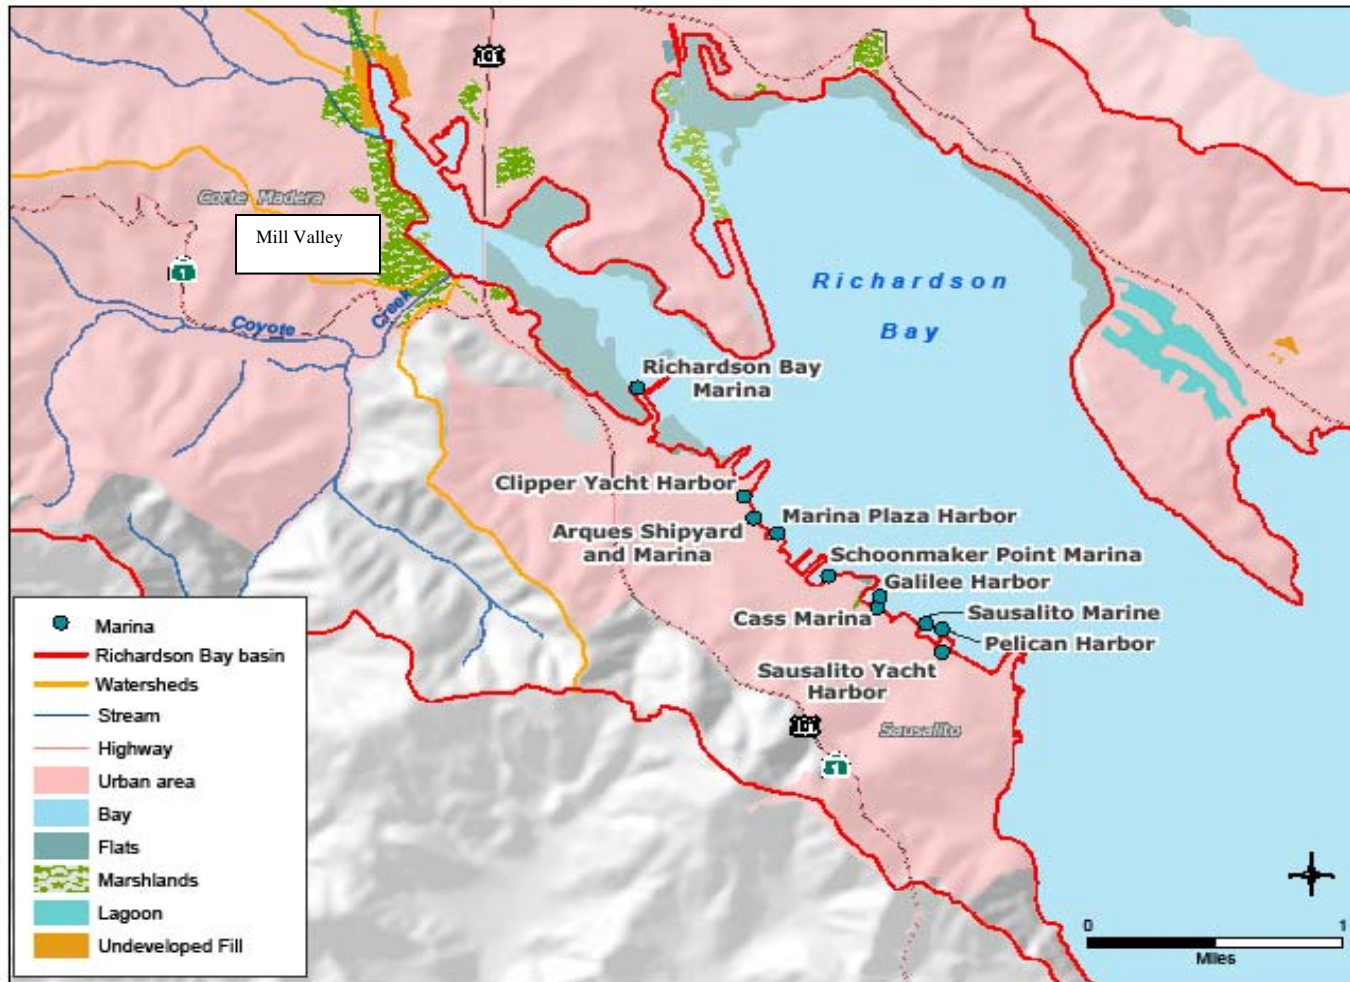 101
Corte Madera
Mill Valley
1
Coyote
Creek
Richardson
Bay
Richardson Bay
Marina
Clipper Yacht Harbor
Arques Shipyard
and Marina
Marina Plaza Harbor
Schoonmaker Point Marina
Galilee Harbor
Cass Marina
Sausalito Marine
Pelican Harbor
Sausalito Yacht
Harbor
101
Sausalito
1
Marina
Richardson Bay basin
Watersheds
Stream
Highway
Urban area
Bay
Flats
Marshlands
Lagoon
Undeveloped Fill
0 1
Miles